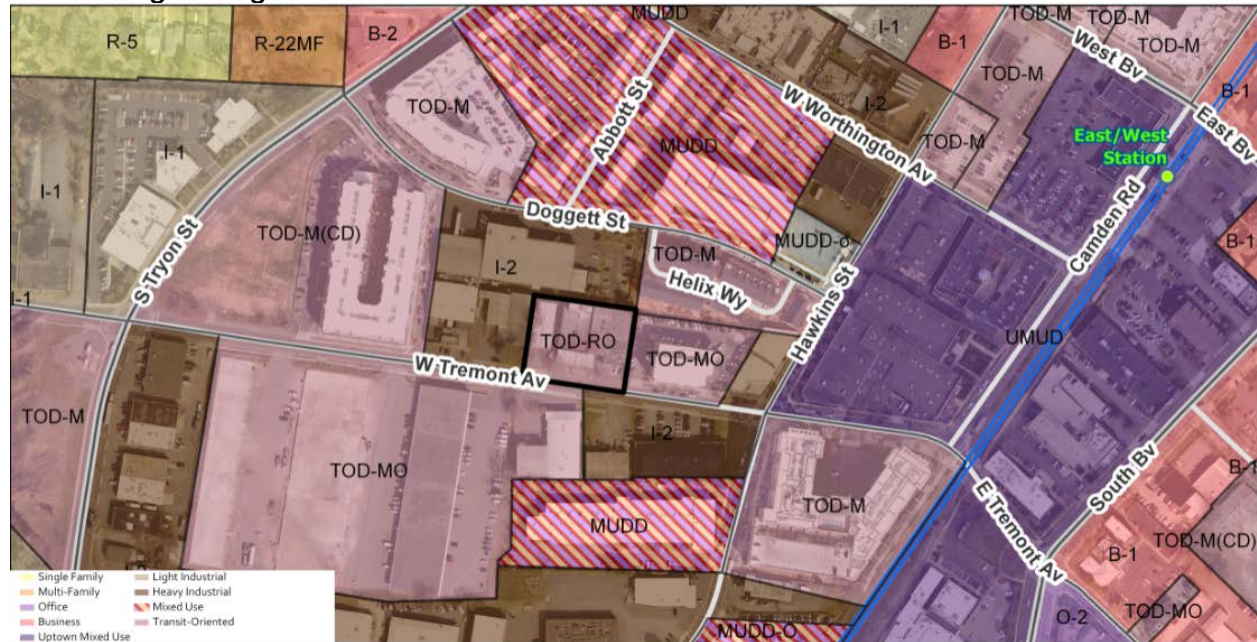 R-5
R-22MF
B-2
MUDD
I-1
B-1
TOD-M
TOD-M
West Bv
B-1
East Bv
TOD-M
TOD-M
I-2
W Worthington Av
TOD-M
Abbott St
MUDD
East/West
Station
I-1
I-1
S Tryon St
TOD-M(CD)
Doggett St
MUDD-o
Camden Rd
B-1
I-2
TOD-M
Helix Wy
Hawkins St
B-1
I-1
TOD-RO
TOD-MO
UMUD
W Tremont Av
TOD-M
I-2
TOD-MO
TOD-M
South Bv
B-1
MUDD
E Tremont Av
B-1
TOD-M(CD)
TOD-MO
O-2
MUDD-O
Single Family
Multi-Family
Office
Business
Uptown Mixed Use
Light Industrial
Heavy Industrial
Mixed Use
Transit-Oriented